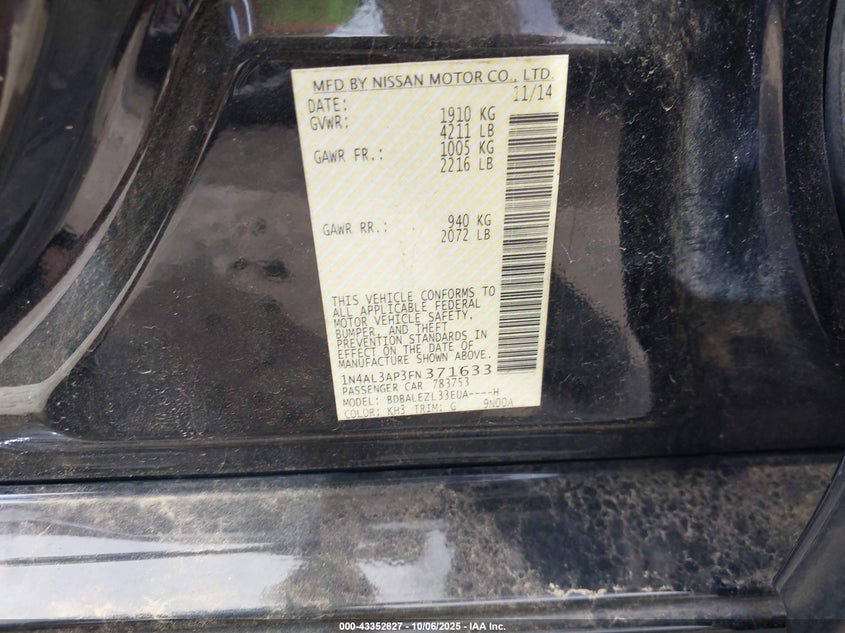 MFD BY NISSAN MOTOR CO., LTD.
DATE: 11/14
GVWR: 1910 KG
4211 LB
GAWR FR.: 1005 KG
2216 LB
GAWR RR.: 940 KG
2072 LB
THIS VEHICLE CONFORMS TO
ALL APPLICABLE FEDERAL
MOTOR VEHICLE SAFETY,
BUMPER, AND THEFT
PREVENTION STANDARDS IN
EFFECT ON THE DATE OF
MANUFACTURE SHOWN ABOVE.
1N4AL3AP3FN371633
PASSENGER CAR 783753
MODEL: BDBALEZL33EUA----H
COLOR: KH3 TRIM: G 9N00A
000-43352827 - 10/06/2025 - IAA Inc.